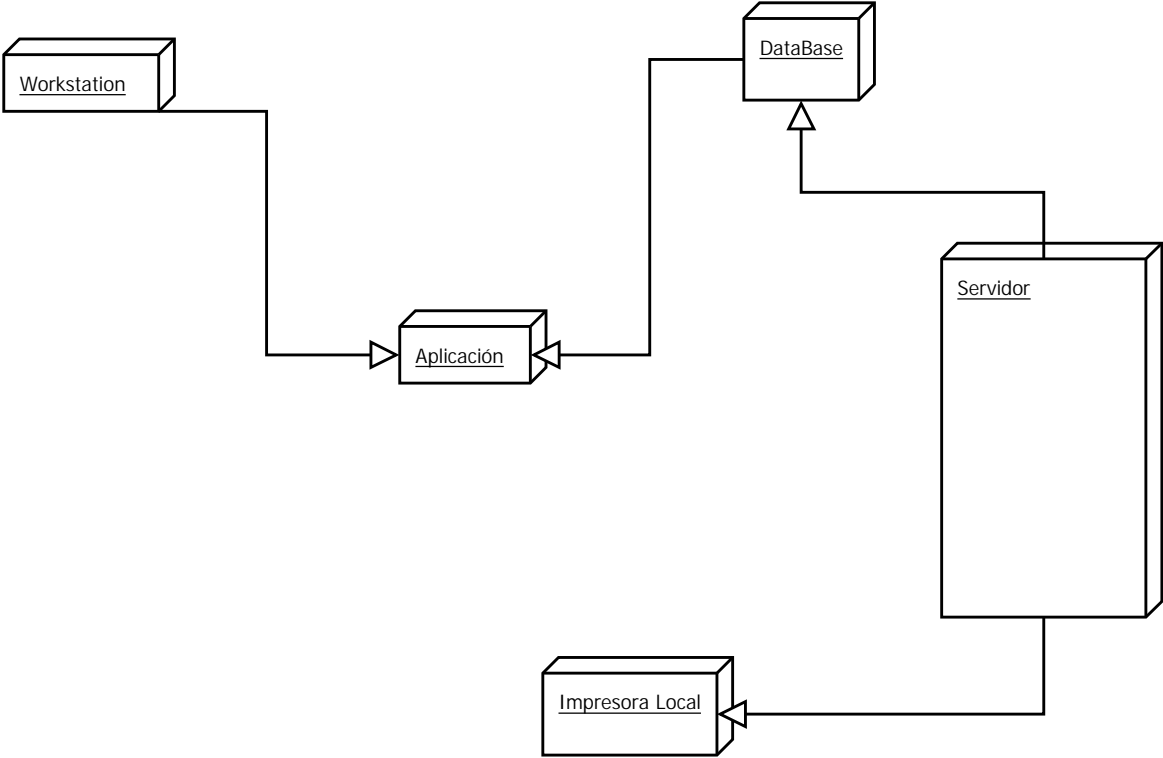 DataBase
Workstation
Servidor
Aplicación
Impresora Local